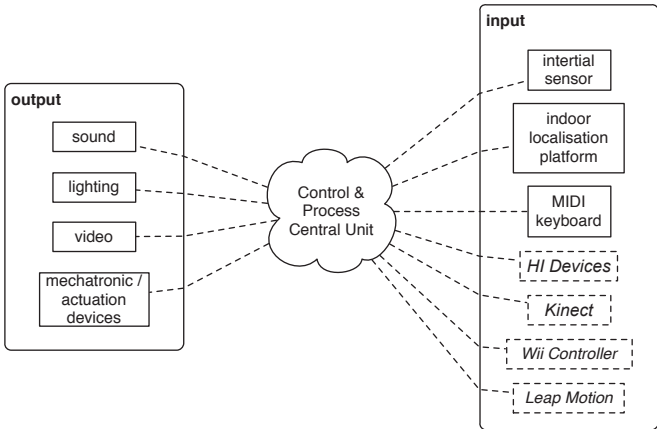 output
sound
lighting
video
mechatronic /
actuation
devices
Control &
Process
Central Unit
input
intertial
sensor
indoor
localisation
platform
MIDI
keyboard
HI Devices
Kinect
Wii Controller
Leap Motion